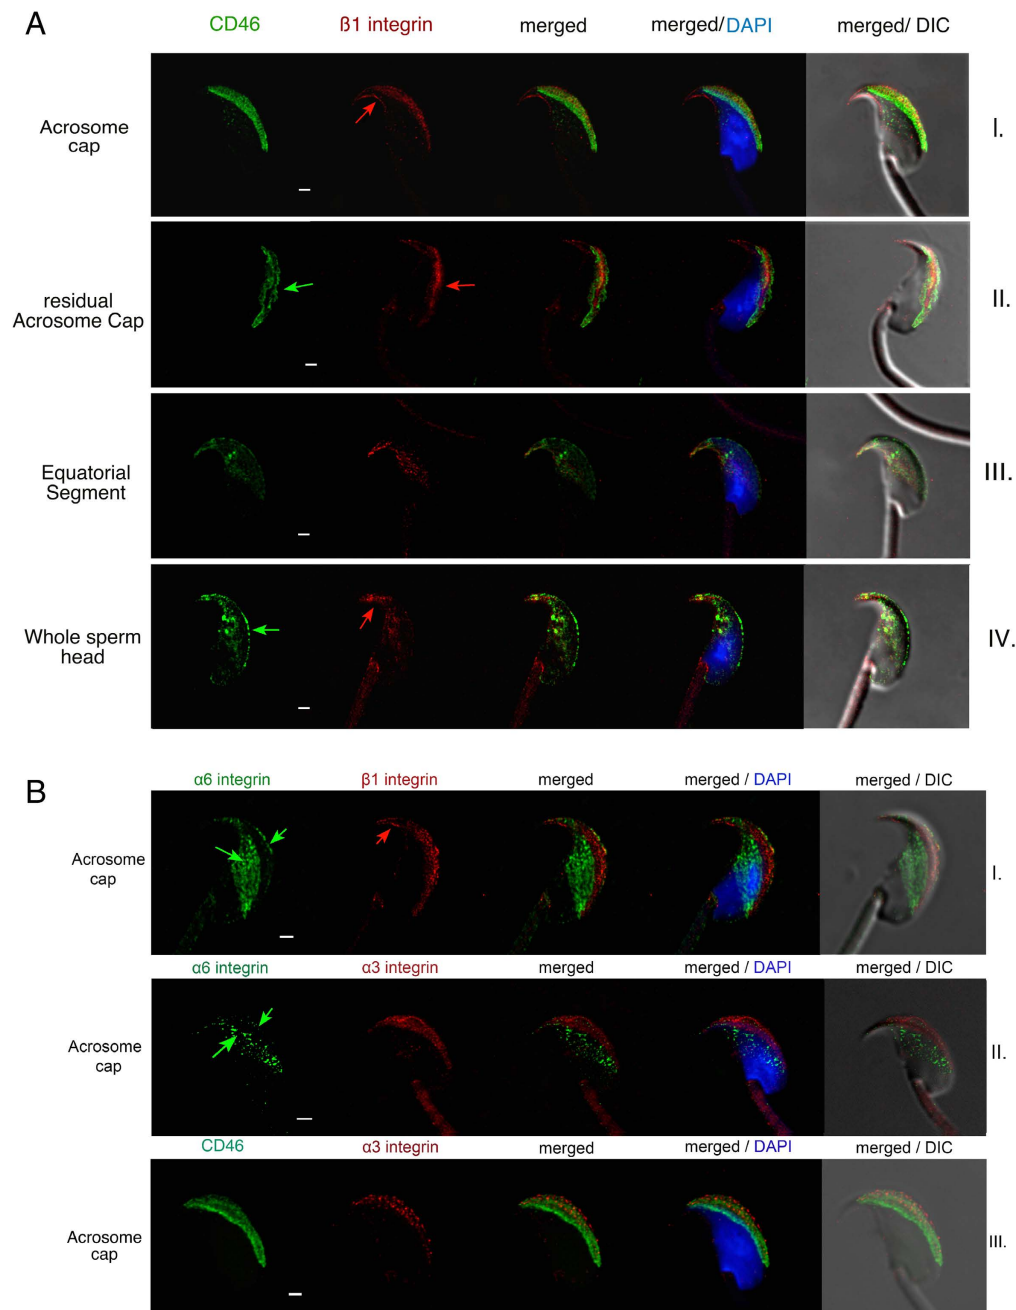 A
CD46 ß1 integrin merged merged/DAPI merged/ DIC
Acrosome
cap
I.
residual
Acrosome Cap
II.
Equatorial
Segment
III.
Whole sperm
head
IV.
B
α6 integrin β1 integrin merged merged / DAPI merged / DIC
Acrosome
cap
I.
α6 integrin α3 integrin merged merged / DAPI merged / DIC
Acrosome
cap
II.
CD46 α3 integrin merged merged / DAPI merged / DIC
Acrosome
cap
III.